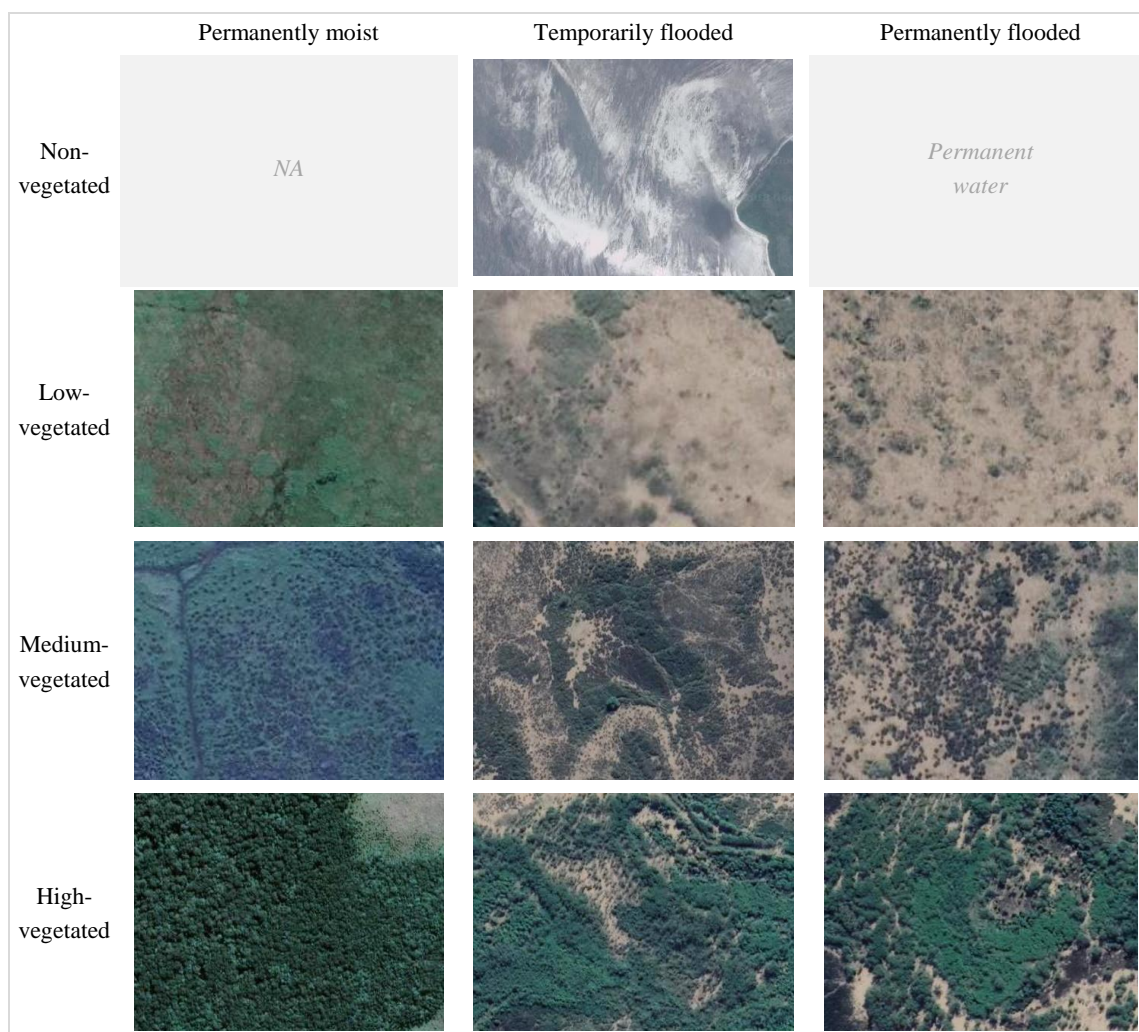 Permanently moist Temporarily flooded Permanently flooded
Non-
vegetated
NA
Permanent
water
Low-
vegetated
Medium-
vegetated
High-
vegetated